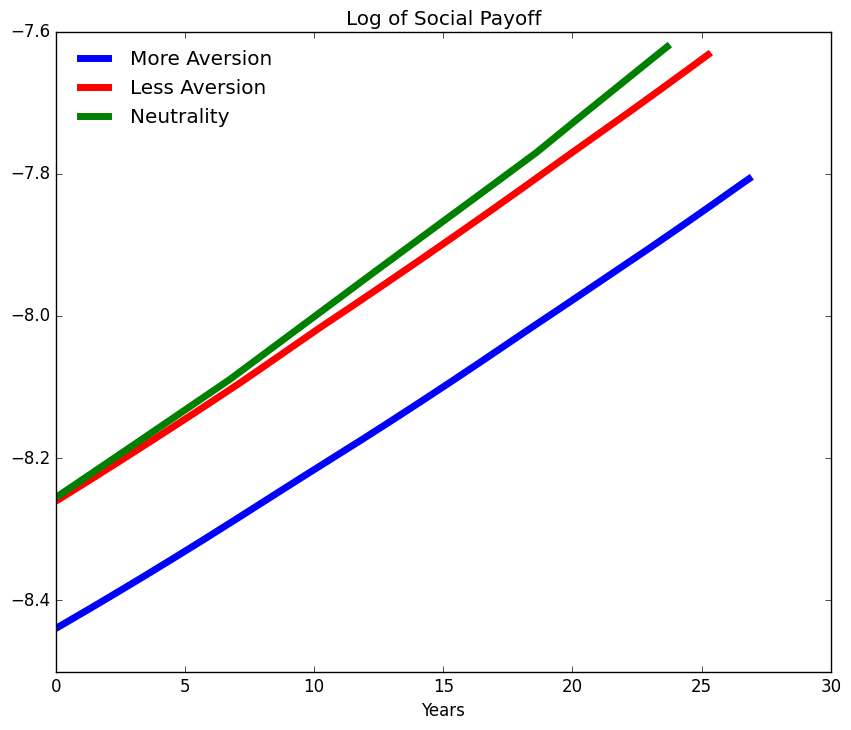 Log of Social Payoff
More Aversion
Less Aversion
Neutrality
−7.6
−7.8
−8.0
−8.2
−8.4
0 5 10 15 20 25 30
Years